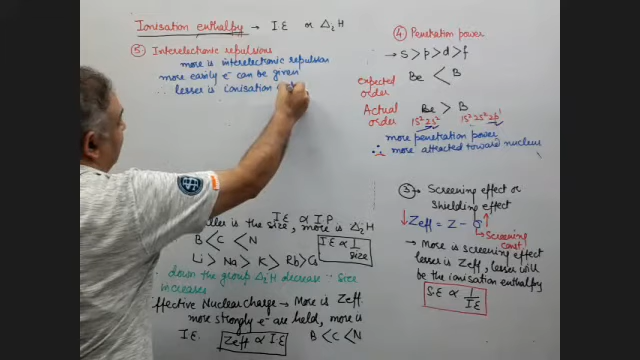 Ionisation enthalpy → IE or Δ₂H
⑤ Interelectronic repulsions
more is interelectronic repulsion
more easily e⁻ can be given
∴ lesser is ionisation
IE ∝ IP
is the size, more is Δ₂H
B < C < N
IE ∝ 1/size
Li > Na > K > Rb > Cs
down the group Δ₂H decrease ∵ size
increases
ffective Nuclear charge → More is Zeff
more strongly e⁻ are held, more is
IE. Zeff ∝ IE B < C < N
④ Penetration power
→ s > p > d > f
expected order Be < B
Actual order Be > B
1s² 2s² 1s² 2s² 2p¹
more penetration power
∴ more attracted toward nucleus
③ → Screening effect or
Shielding effect
↓ Zeff = Z − σ ↑
→ Screening const
→ More is screening effect
lesser is Zeff, lesser will
be the ionisation enthalpy
S.E ∝ 1/IE